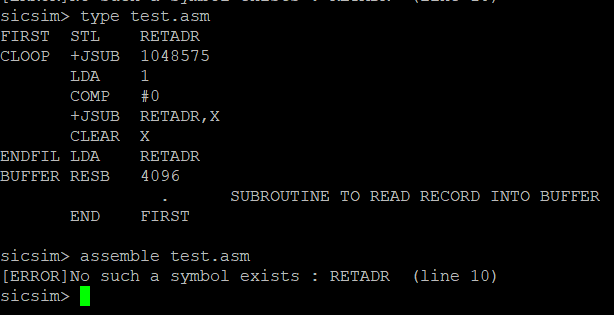 sicsim> type test.asm
FIRST STL RETADR
CLOOP +JSUB 1048575
LDA 1
COMP #0
+JSUB RETADR,X
CLEAR X
ENDFIL LDA RETADR
BUFFER RESB 4096
. SUBROUTINE TO READ RECORD INTO BUFFER
END FIRST
sicsim> assemble test.asm
[ERROR]No such a symbol exists : RETADR (line 10)
sicsim>